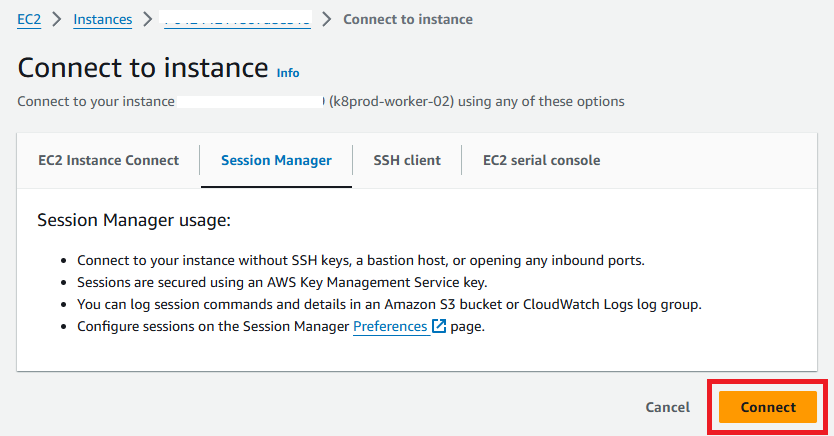 EC2 > Instances > > Connect to instance
Connect to instance Info
Connect to your instance (k8prod-worker-02) using any of these options
EC2 Instance Connect Session Manager SSH client EC2 serial console
Session Manager usage:
• Connect to your instance without SSH keys, a bastion host, or opening any inbound ports.
• Sessions are secured using an AWS Key Management Service key.
• You can log session commands and details in an Amazon S3 bucket or CloudWatch Logs log group.
• Configure sessions on the Session Manager Preferences page.
Cancel Connect